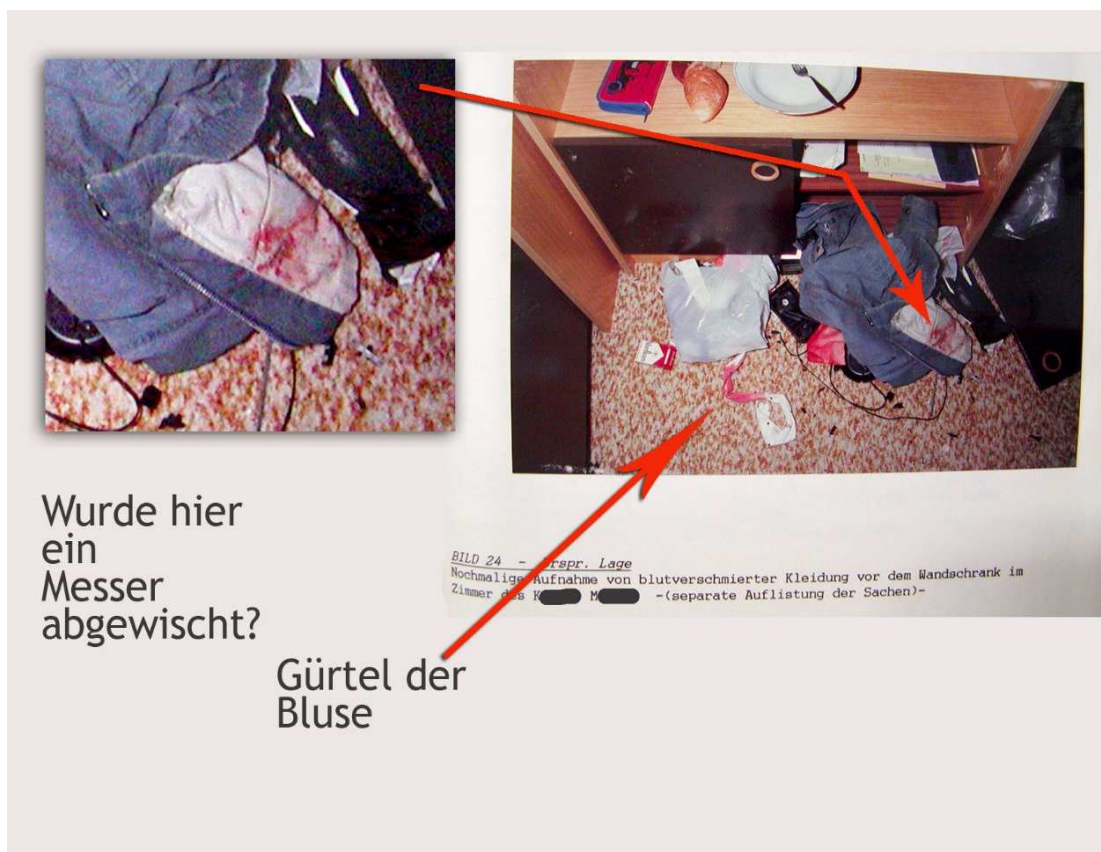 Wurde hier
ein
Messer
abgewischt?
Gürtel der
Bluse
BILD 24 - Urspr. Lage
Nochmalige Aufnahme von blutverschmierter Kleidung vor dem Wandschrank im
Zimmer des K M -(separate Auflistung der Sachen)-